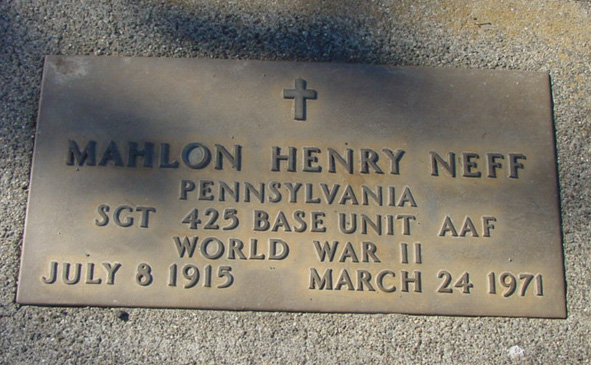 MAHLON HENRY NEFF
PENNSYLVANIA
SGT 425 BASE UNIT AAF
WORLD WAR II
JULY 8 1915 MARCH 24 1971